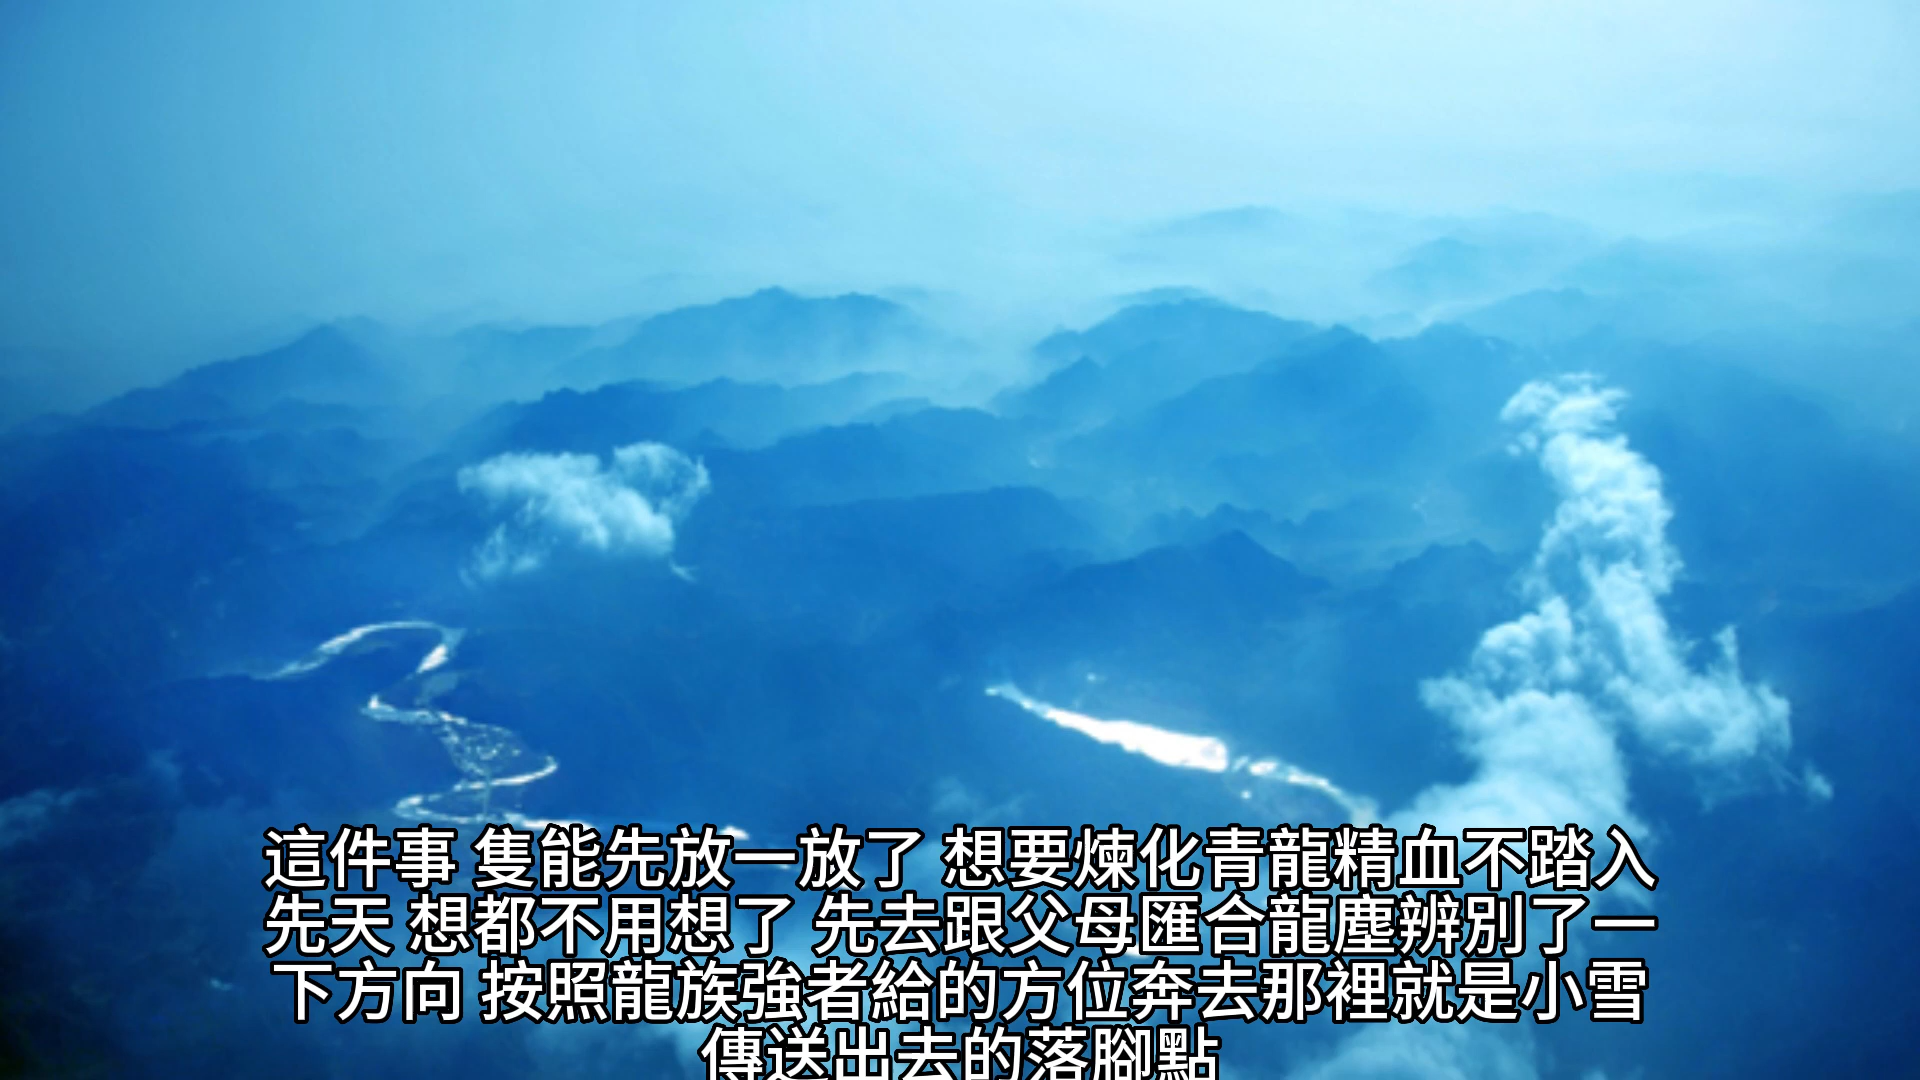 這件事 隻能先放一放了 想要煉化青龍精血不踏入
先天 想都不用想了 先去跟父母匯合龍塵辨別了一
下方向 按照龍族強者給的方位奔去那裡就是小雪
傳送出去的落腳點